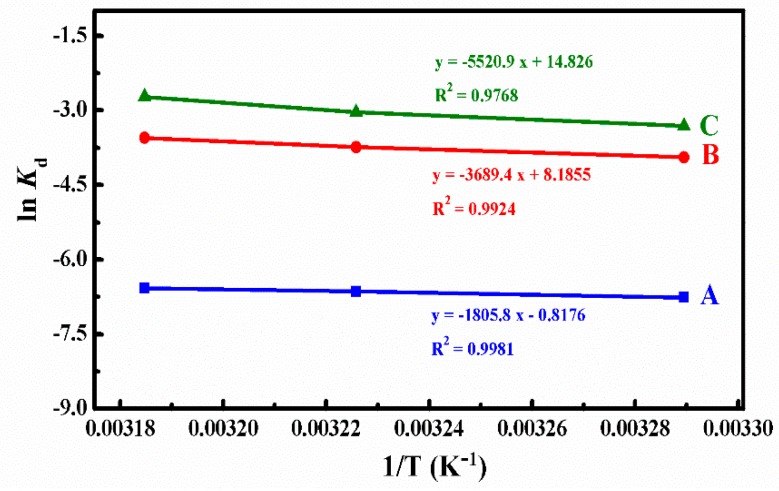 -1.5
-3.0
-4.5
-6.0
-7.5
-9.0
ln Kd
y = -5520.9 x + 14.826
R² = 0.9768
C
B
y = -3689.4 x + 8.1855
R² = 0.9924
A
y = -1805.8 x - 0.8176
R² = 0.9981
0.00318 0.00320 0.00322 0.00324 0.00326 0.00328 0.00330
1/T (K⁻¹)